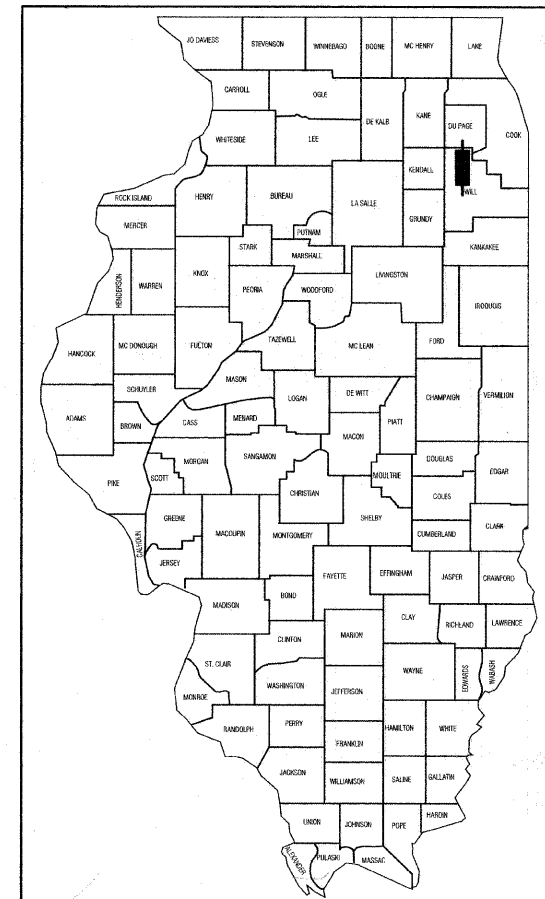 JO DAVIESS
STEVENSON
WINNEBAGO
BOONE
MC HENRY
LAKE
CARROLL
OGLE
DE KALB
KANE
DU PAGE
COOK
WHITESIDE
LEE
KENDALL
WILL
ROCK ISLAND
HENRY
BUREAU
LA SALLE
GRUNDY
MERCER
PUTNAM
KANKAKEE
STARK
MARSHALL
HENDERSON
WARREN
KNOX
PEORIA
WOODFORD
LIVINGSTON
IROQUOIS
HANCOCK
MC DONOUGH
FULTON
TAZEWELL
MC LEAN
FORD
SCHUYLER
MASON
LOGAN
DE WITT
CHAMPAIGN
VERMILION
ADAMS
BROWN
CASS
MENARD
MACON
PIATT
PIKE
SCOTT
MORGAN
SANGAMON
CHRISTIAN
MOULTRIE
DOUGLAS
EDGAR
COLES
CALHOUN
GREENE
MACOUPIN
MONTGOMERY
SHELBY
CUMBERLAND
CLARK
JERSEY
FAYETTE
EFFINGHAM
JASPER
CRAWFORD
MADISON
BOND
CLAY
RICHLAND
LAWRENCE
CLINTON
MARION
ST. CLAIR
WAYNE
EDWARDS
WABASH
MONROE
WASHINGTON
JEFFERSON
RANDOLPH
PERRY
HAMILTON
WHITE
FRANKLIN
JACKSON
WILLIAMSON
SALINE
GALLATIN
UNION
JOHNSON
POPE
HARDIN
ALEXANDER
PULASKI
MASSAC